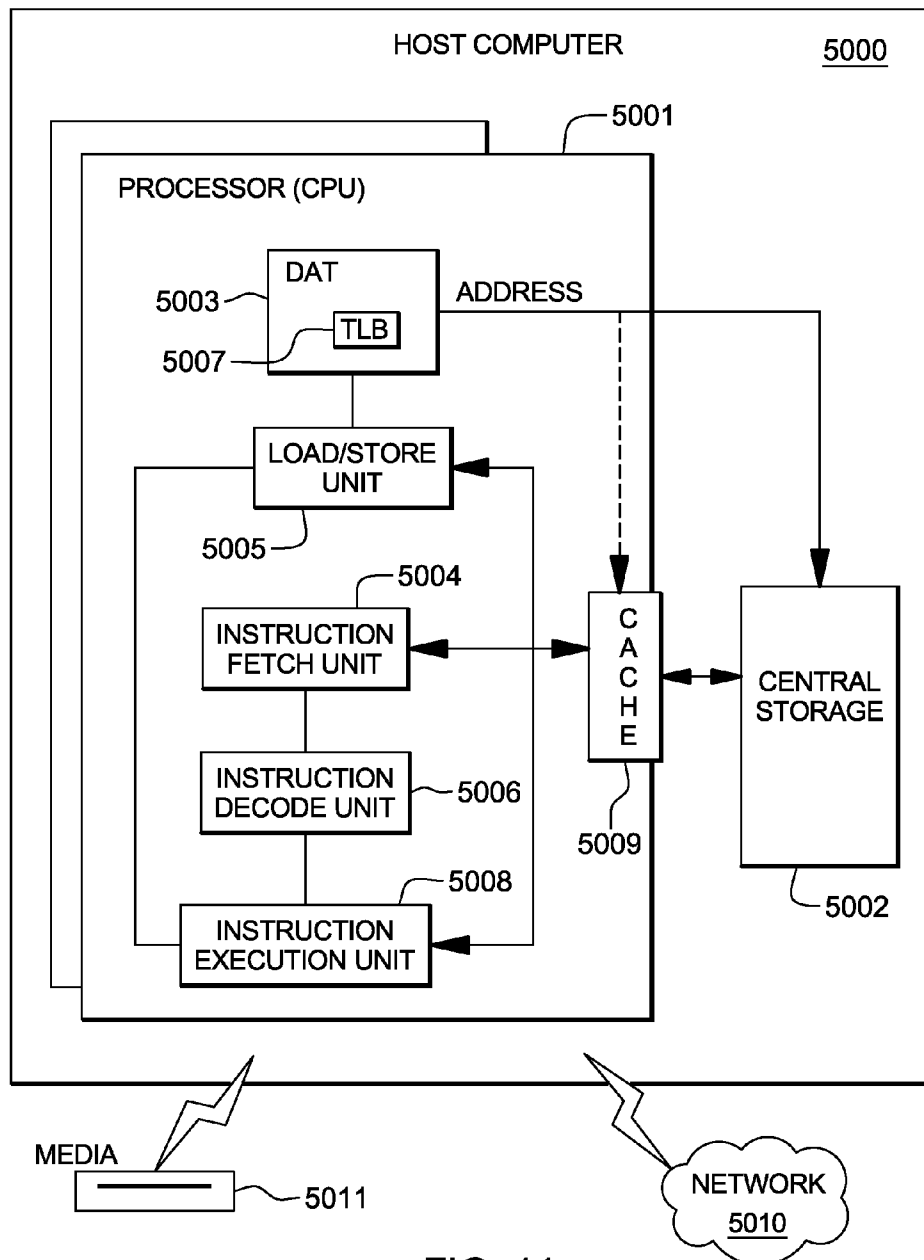 HOST COMPUTER
5000
5001
PROCESSOR (CPU)
DAT
5003
TLB
5007
ADDRESS
LOAD/STORE
UNIT
5005
5004
INSTRUCTION
FETCH UNIT
CACHE
5009
CENTRAL
STORAGE
5002
INSTRUCTION
DECODE UNIT
5006
5008
INSTRUCTION
EXECUTION UNIT
MEDIA
5011
NETWORK
5010